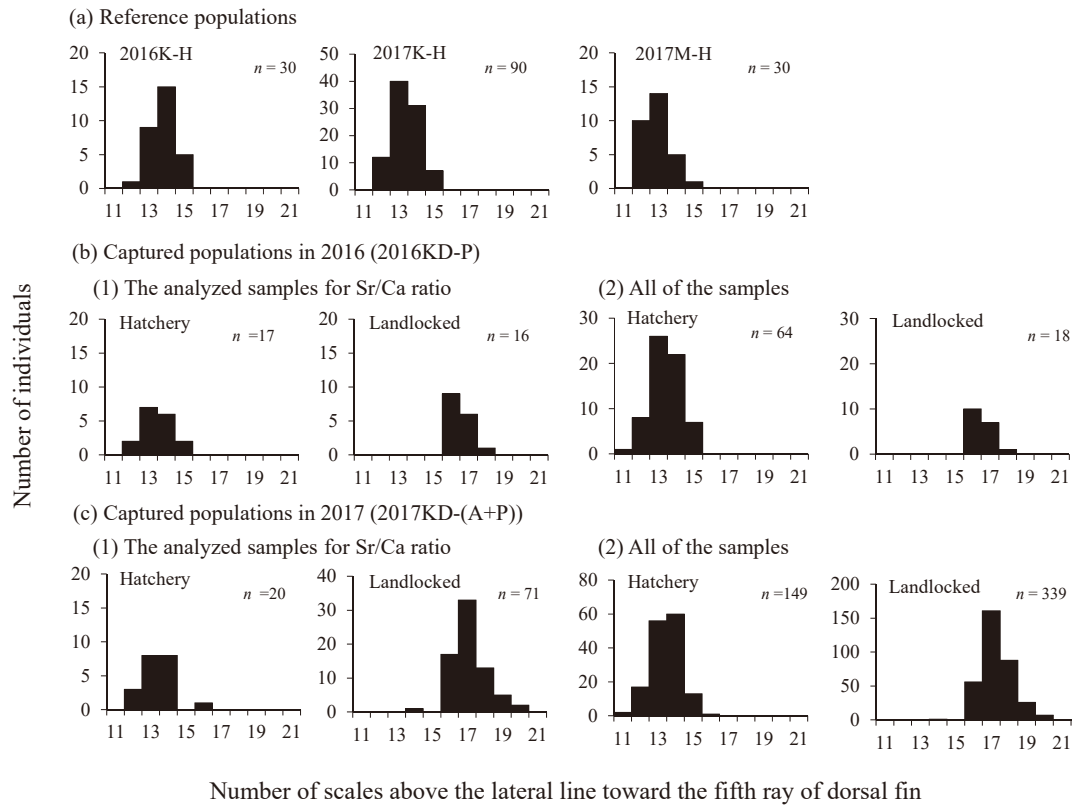 (a) Reference populations
2016K-H
n = 30
20
15
10
5
0
11 13 15 17 19 21
2017K-H
n = 90
50
40
30
20
10
0
11 13 15 17 19 21
2017M-H
n = 30
20
15
10
5
0
11 13 15 17 19 21
(b) Captured populations in 2016 (2016KD-P)
(1) The analyzed samples for Sr/Ca ratio
Hatchery
n =17
20
15
10
5
0
11 13 15 17 19 21
Landlocked
n = 16
20
15
10
5
0
11 13 15 17 19 21
(2) All of the samples
Hatchery
n = 64
30
20
10
0
11 13 15 17 19 21
Landlocked
n = 18
30
20
10
0
11 13 15 17 19 21
(c) Captured populations in 2017 (2017KD-(A+P))
(1) The analyzed samples for Sr/Ca ratio
Hatchery
n =20
20
15
10
5
0
11 13 15 17 19 21
Landlocked
n = 71
40
30
20
10
0
11 13 15 17 19 21
(2) All of the samples
Hatchery
n =149
80
60
40
20
0
11 13 15 17 19 21
Landlocked
n = 339
200
150
100
50
0
11 13 15 17 19 21
Number of individuals
Number of scales above the lateral line toward the fifth ray of dorsal fin